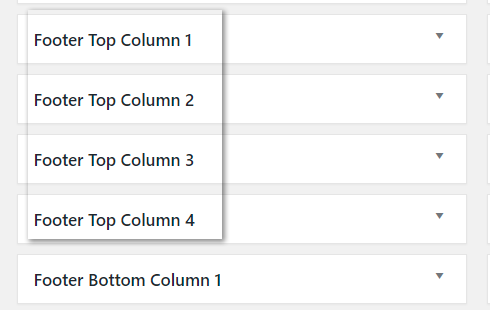 Footer Top Column 1
Footer Top Column 2
Footer Top Column 3
Footer Top Column 4
Footer Bottom Column 1